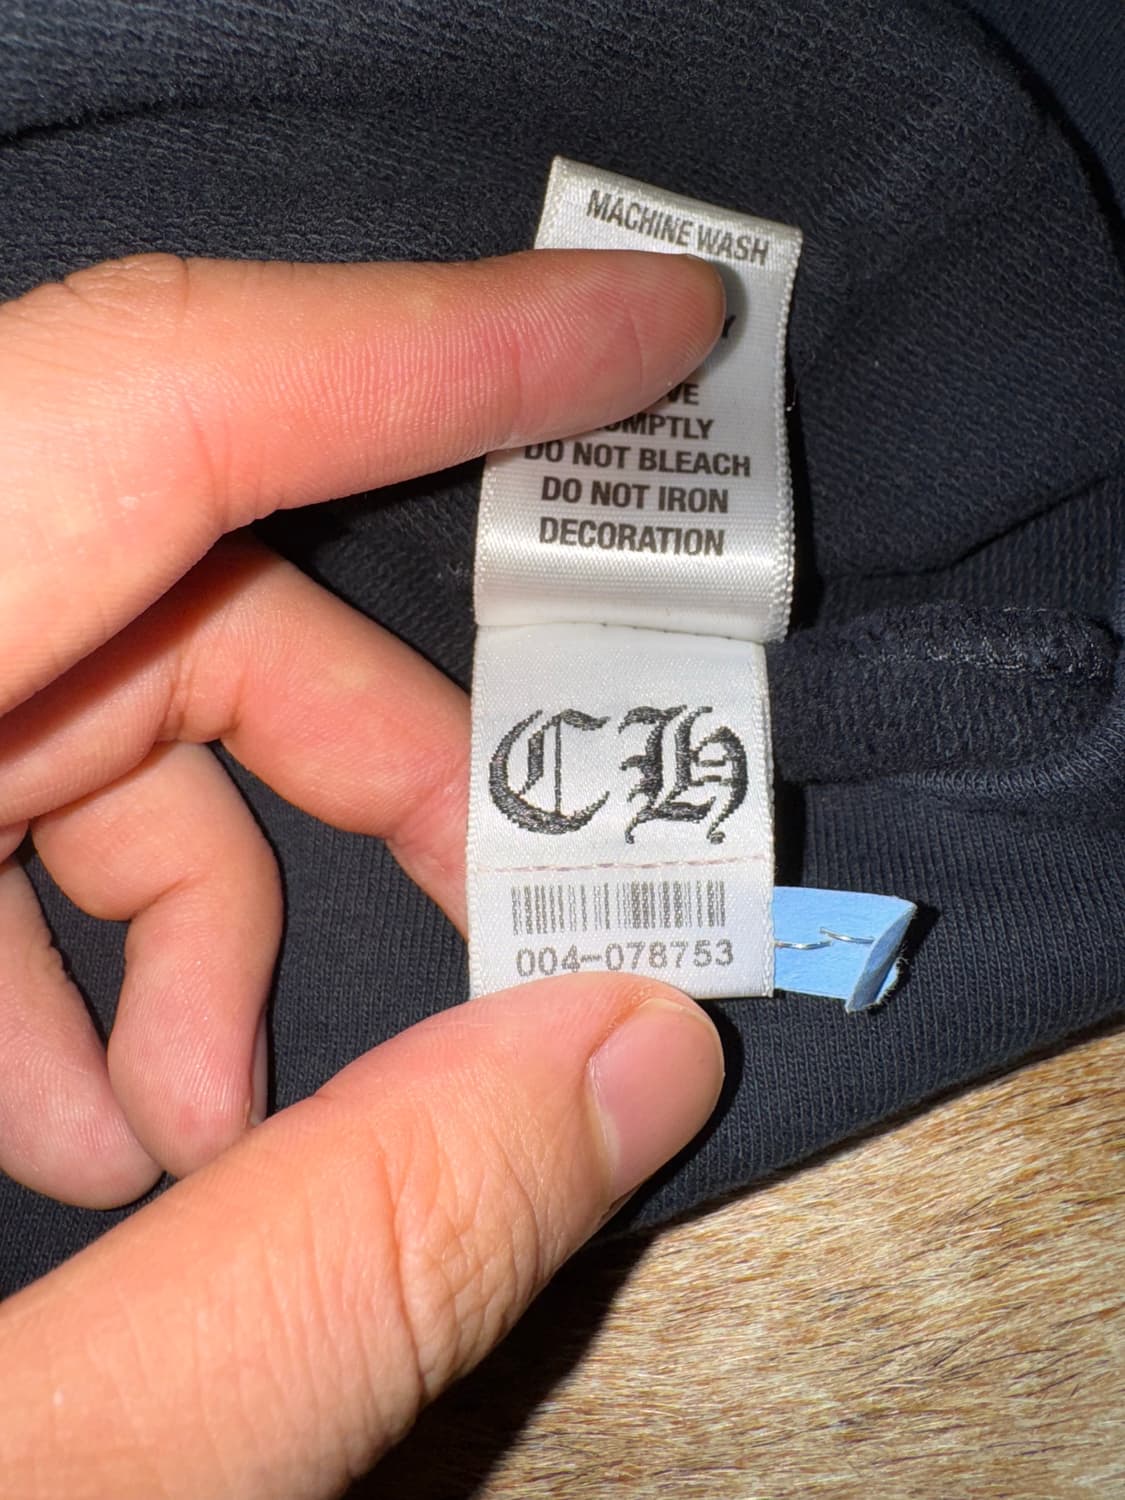 MACHINE WASH
DO NOT BLEACH
DO NOT IRON
DECORATION
CH
004-078753